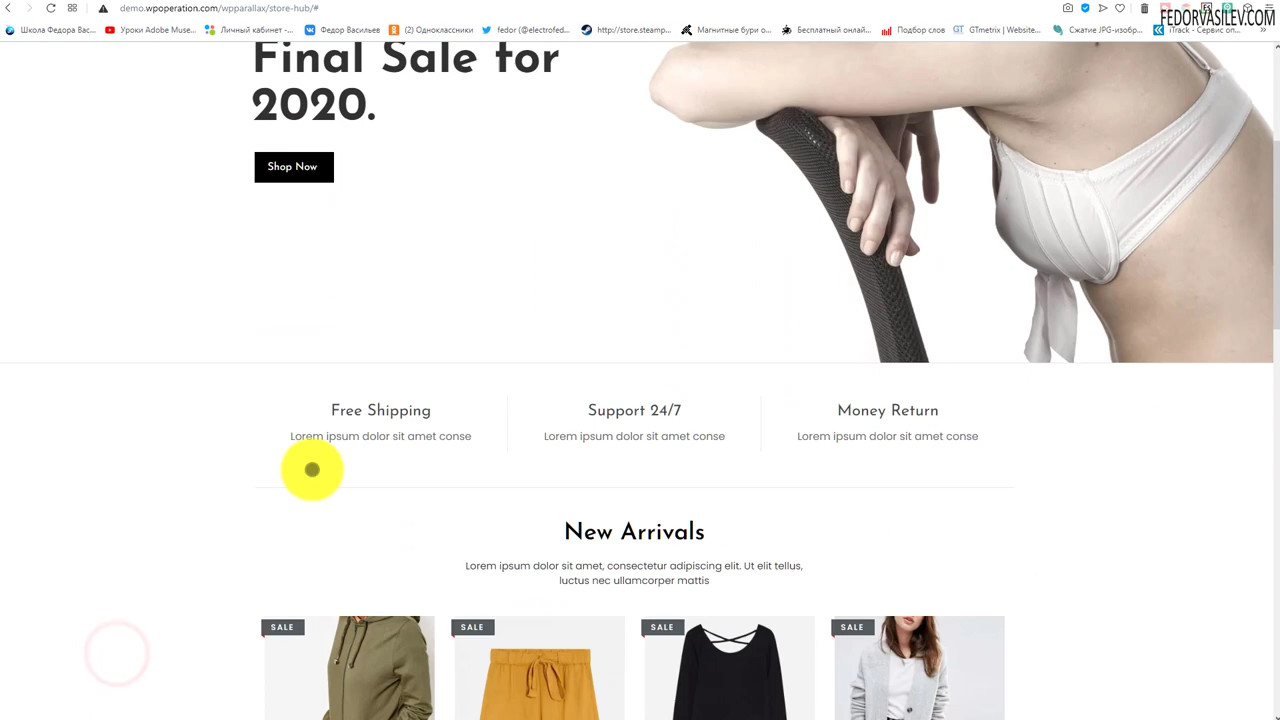 demo.wpoperation.com/wpparallax/store-hub/#
FEDORVASILEV.COM
Школа Федора Вас...
Уроки Adobe Muse...
Личный кабинет -...
Федор Васильев
(2) Одноклассники
fedor (@electrofed...
http://store.steamp...
Магнитные бури о...
Бесплатный онлай...
Подбор слов
GTmetrix | Website...
Сжатие JPG-изобр...
iTrack - Сервис оп...
Final Sale for
2020.
Shop Now
Free Shipping
Support 24/7
Money Return
Lorem ipsum dolor sit amet conse
Lorem ipsum dolor sit amet conse
Lorem ipsum dolor sit amet conse
New Arrivals
Lorem ipsum dolor sit amet, consectetur adipiscing elit. Ut elit tellus,
luctus nec ullamcorper mattis
SALE
SALE
SALE
SALE